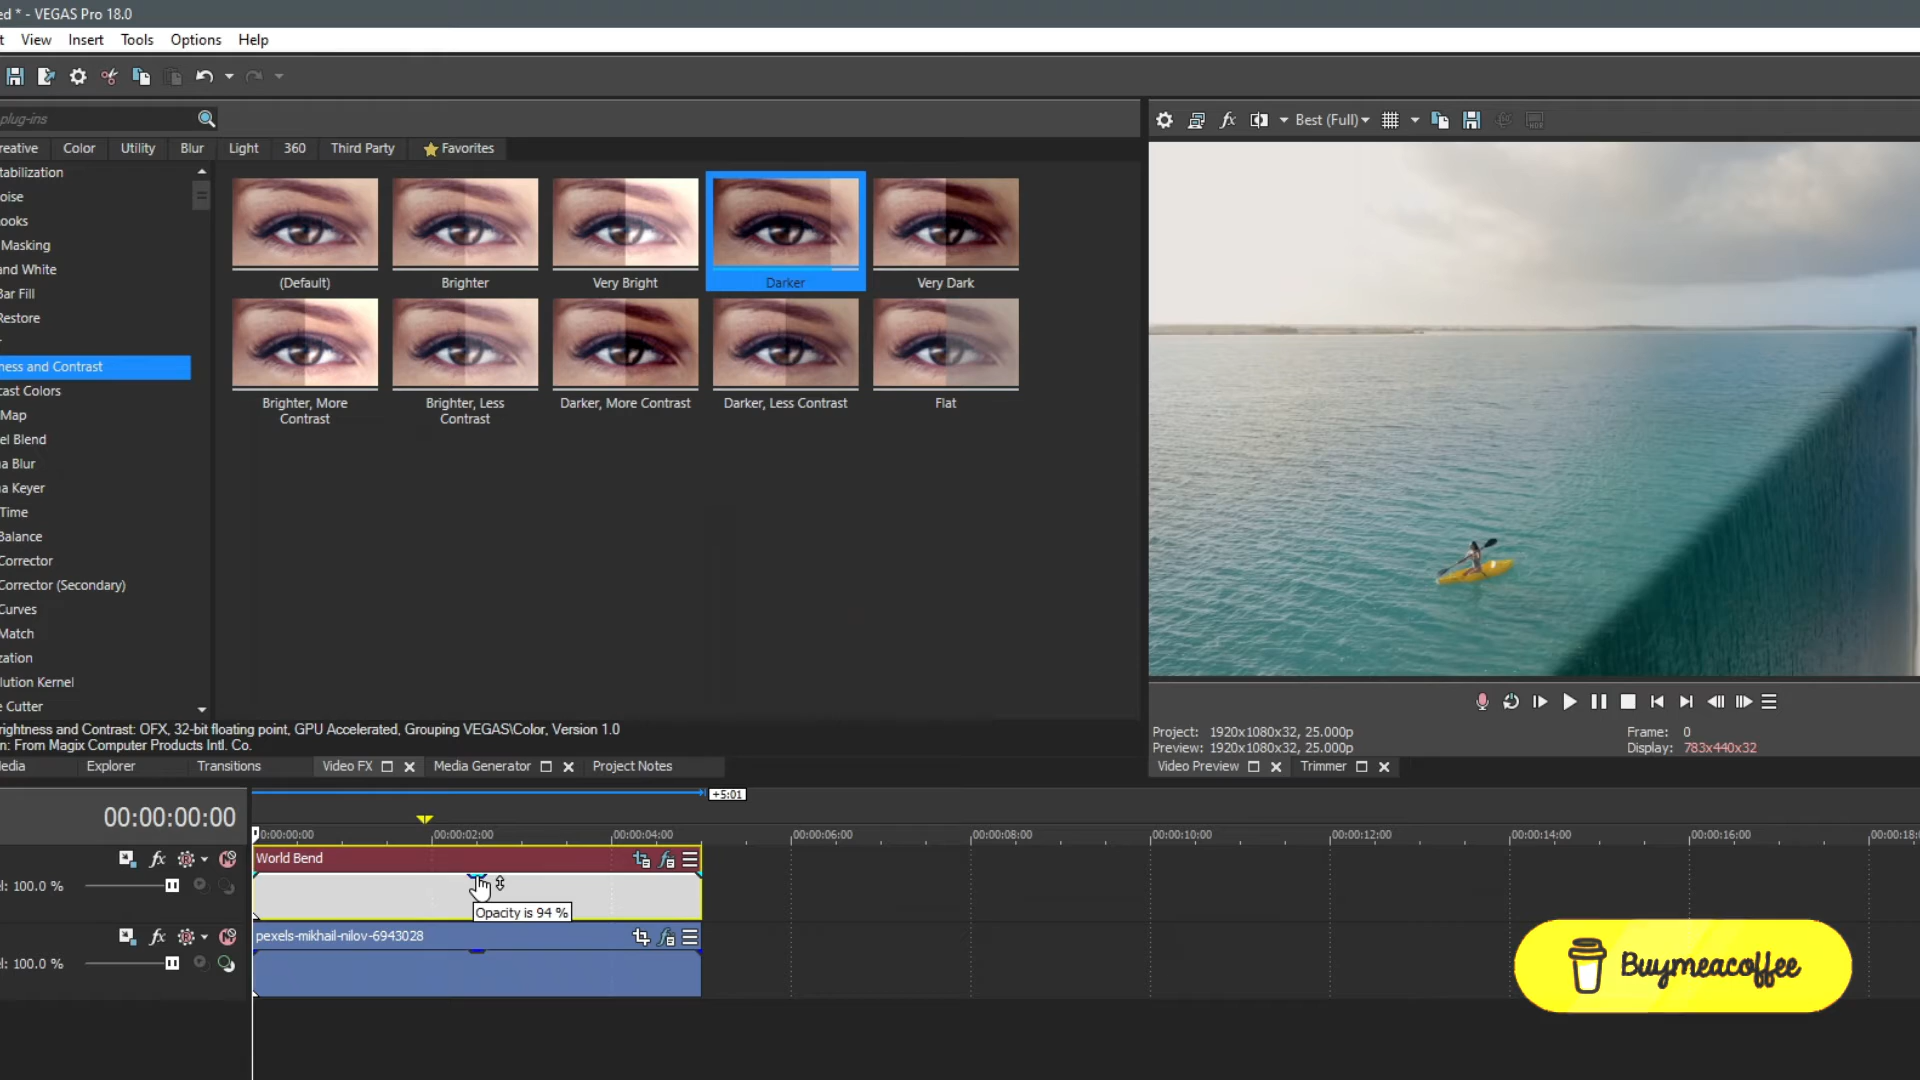 ed * - VEGAS Pro 18.0
t View Insert Tools Options Help
plug-ins
Best (Full)
reative Color Utility Blur Light 360 Third Party Favorites
tabilization
oise
ooks
Masking
and White
Bar Fill
Restore
r
ness and Contrast
cast Colors
Map
el Blend
a Blur
a Keyer
Time
Balance
Corrector
Corrector (Secondary)
Curves
Match
zation
lution Kernel
e Cutter
(Default) Brighter Very Bright Darker Very Dark
Brighter, More Contrast
Brighter, Less Contrast
Darker, More Contrast
Darker, Less Contrast
Flat
rightness and Contrast: OFX, 32-bit floating point, GPU Accelerated, Grouping VEGAS\Color, Version 1.0
n: From Magix Computer Products Intl. Co.
edia Explorer Transitions Video FX Media Generator Project Notes
Project: 1920x1080x32, 25.000p
Preview: 1920x1080x32, 25.000p
Frame: 0
Display: 783x440x32
Video Preview Trimmer
+5:01
00:00:00:00
0:00:00:00 00:00:02:00 00:00:04:00 00:00:06:00 00:00:08:00 00:00:10:00 00:00:12:00 00:00:14:00 00:00:16:00 00:00:18:0
World Bend
el: 100.0 %
Opacity is 94 %
pexels-mikhail-nilov-6943028
el: 100.0 %
Buymeacoffee